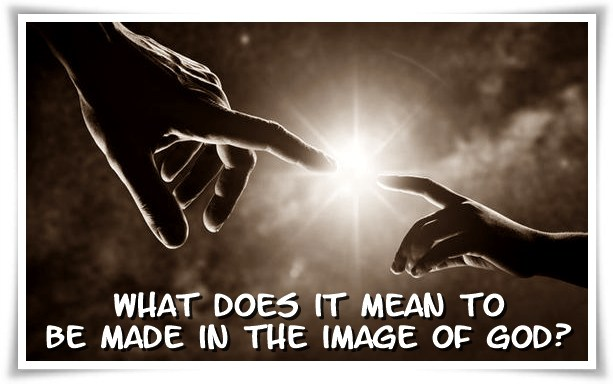 WHAT DOES IT MEAN TO
BE MADE IN THE IMAGE OF GOD?